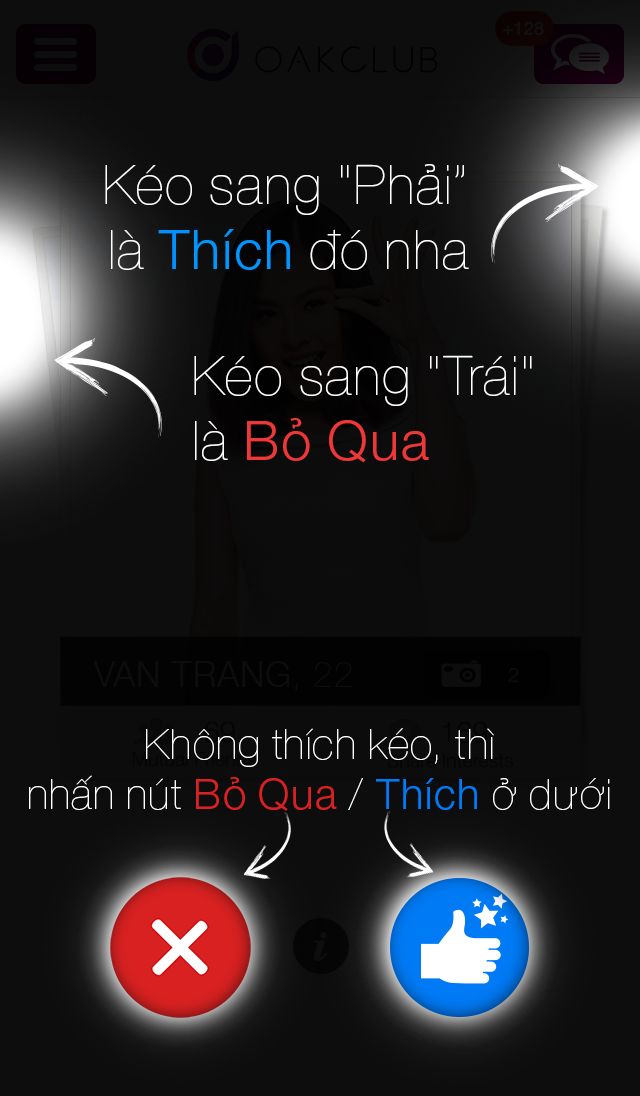 +128
OAKCLUB
Kéo sang "Phải”
là Thích đó nha
Kéo sang "Trái"
là Bỏ Qua
VAN TRANG, 22
2
Không thích kéo, thì
nhấn nút Bỏ Qua / Thích ở dưới
i